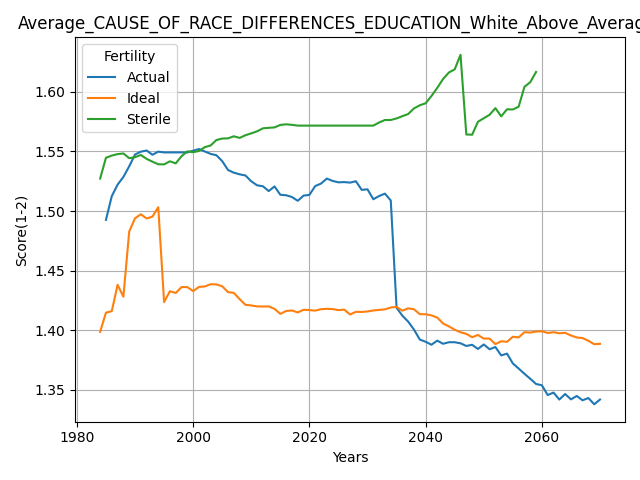 Average_CAUSE_OF_RACE_DIFFERENCES_EDUCATION_White_Above_Averag
Fertility
Actual
Ideal
Sterile
Score(1-2)
1.60
1.55
1.50
1.45
1.40
1.35
1980
2000
2020
2040
2060
Years